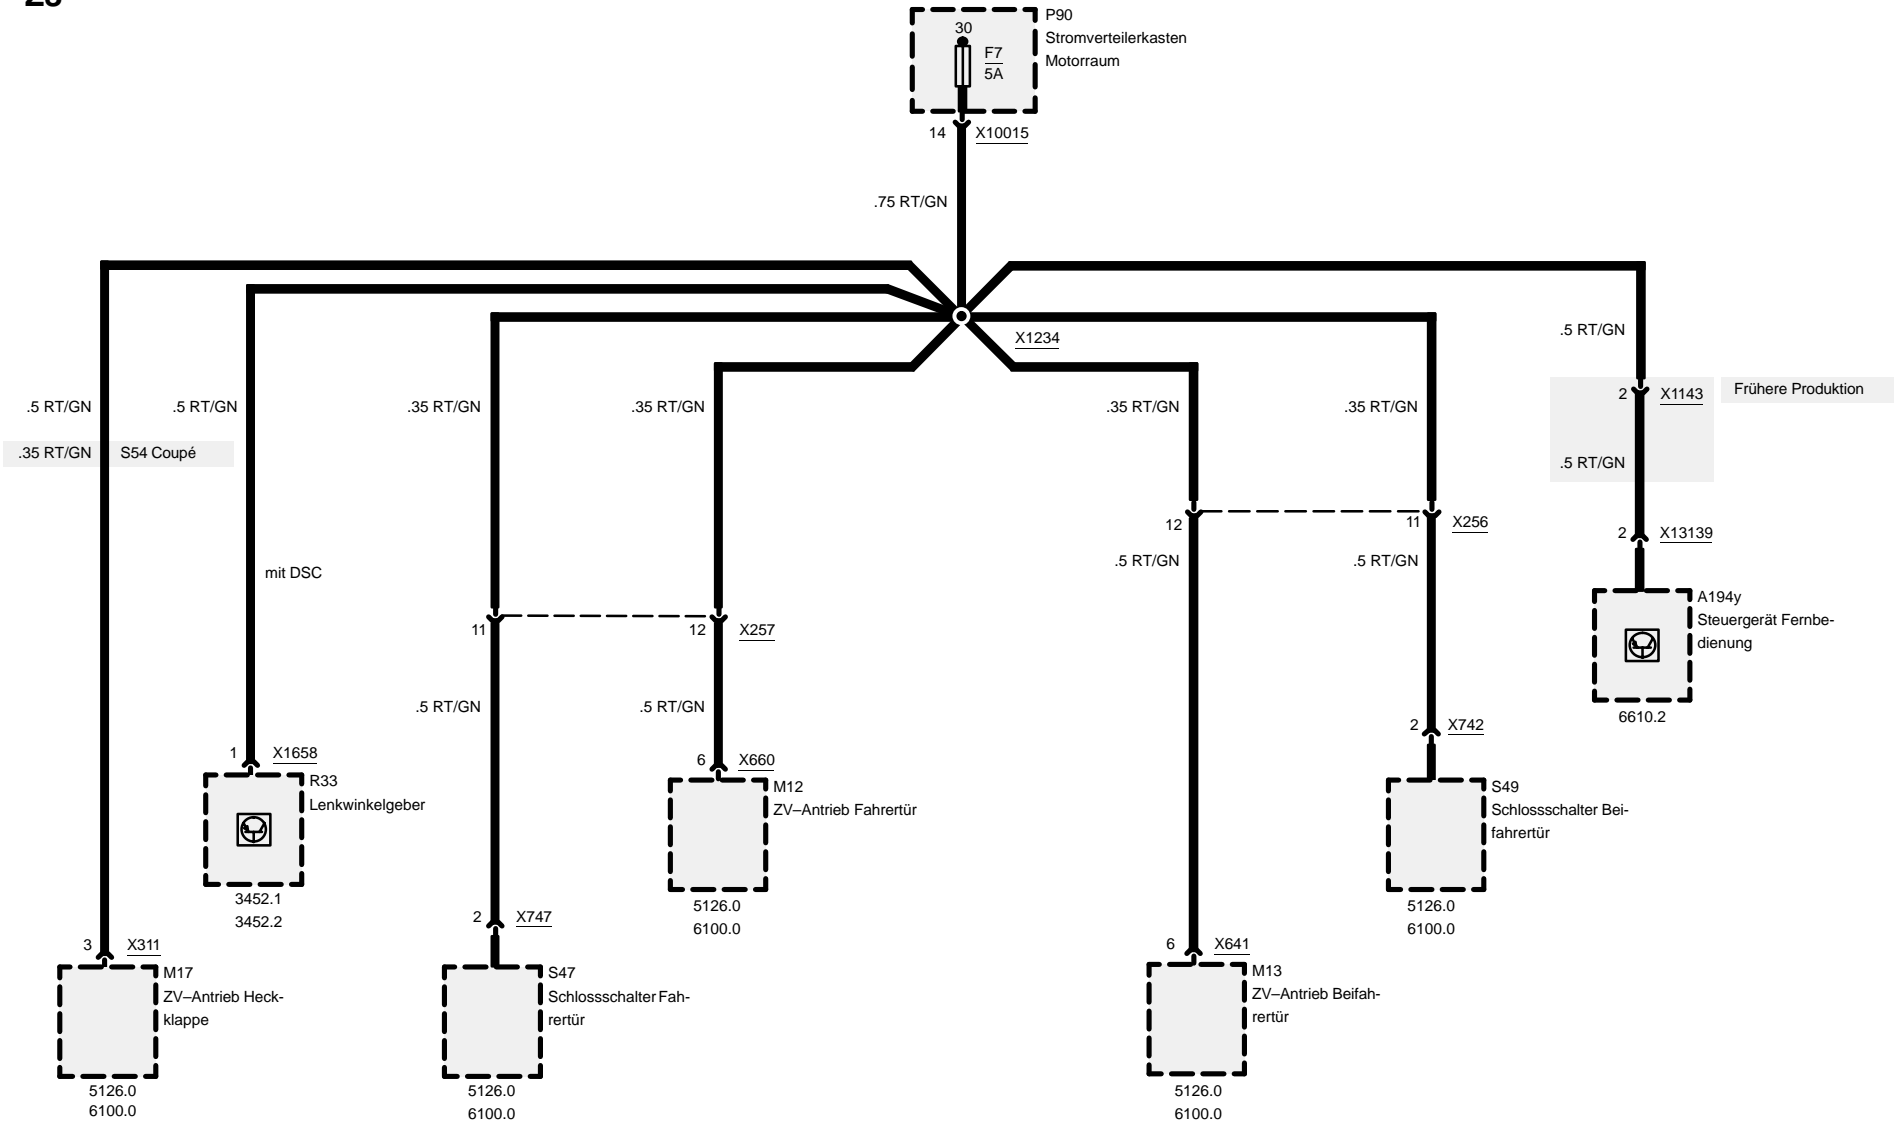 P90
30
Stromverteilerkasten
F7
Motorraum
5A
14 X10015
.75 RT/GN
X1234
.5 RT/GN
2 X1143
Frühere Produktion
.5 RT/GN
.5 RT/GN
.35 RT/GN
.35 RT/GN
.35 RT/GN
.35 RT/GN
.35 RT/GN S54 Coupé
.5 RT/GN
12
11 X256
2 X13139
.5 RT/GN
.5 RT/GN
mit DSC
A194y
Steuergerät Fernbe-
dienung
6610.2
11
12 X257
.5 RT/GN
.5 RT/GN
2 X742
1 X1658
6 X660
R33
Lenkwinkelgeber
3452.1
3452.2
M12
ZV–Antrieb Fahrertür
5126.0
6100.0
S49
Schlossschalter Bei-
fahrertür
5126.0
6100.0
3 X311
M17
ZV–Antrieb Heck-
klappe
5126.0
6100.0
2 X747
S47
Schlossschalter Fah-
rertür
5126.0
6100.0
6 X641
M13
ZV–Antrieb Beifah-
rertür
5126.0
6100.0